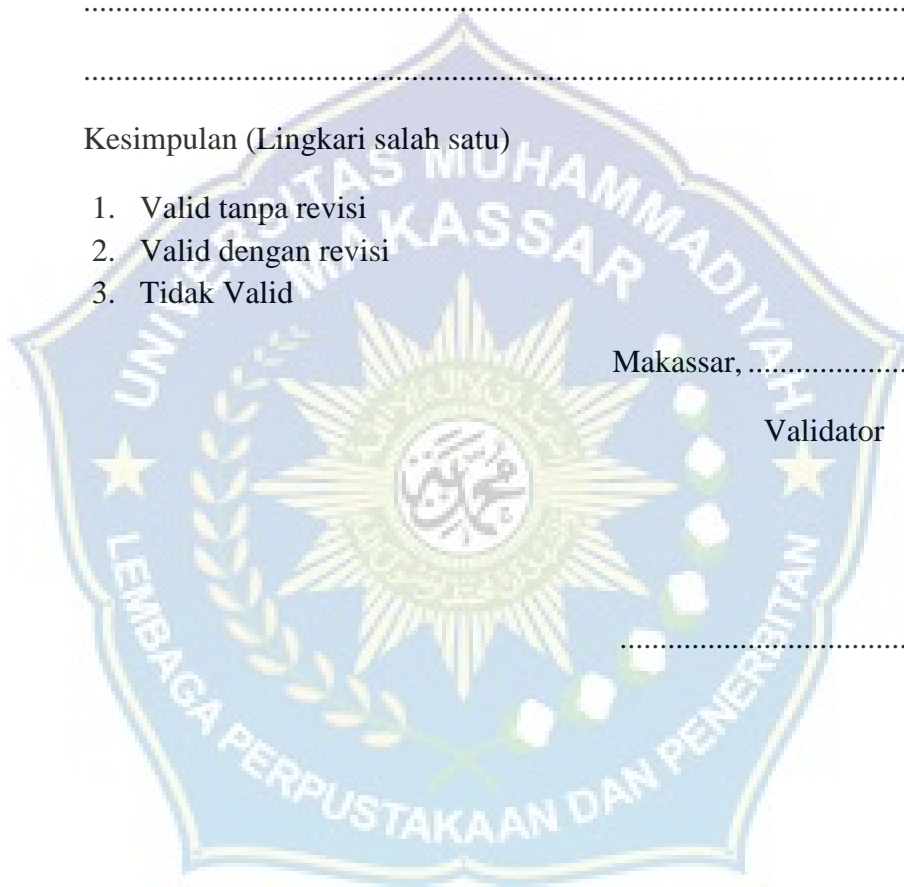 ................................................................................................................................
................................................................................................................................
Kesimpulan (Lingkari salah satu)
1. Valid tanpa revisi
2. Valid dengan revisi
3. Tidak Valid
Makassar, ...................
Validator
......................................
UNIVERSITAS MUHAMMADIYAH
MAKASSAR
LEMBAGA PERPUSTAKAAN DAN PENERBITAN